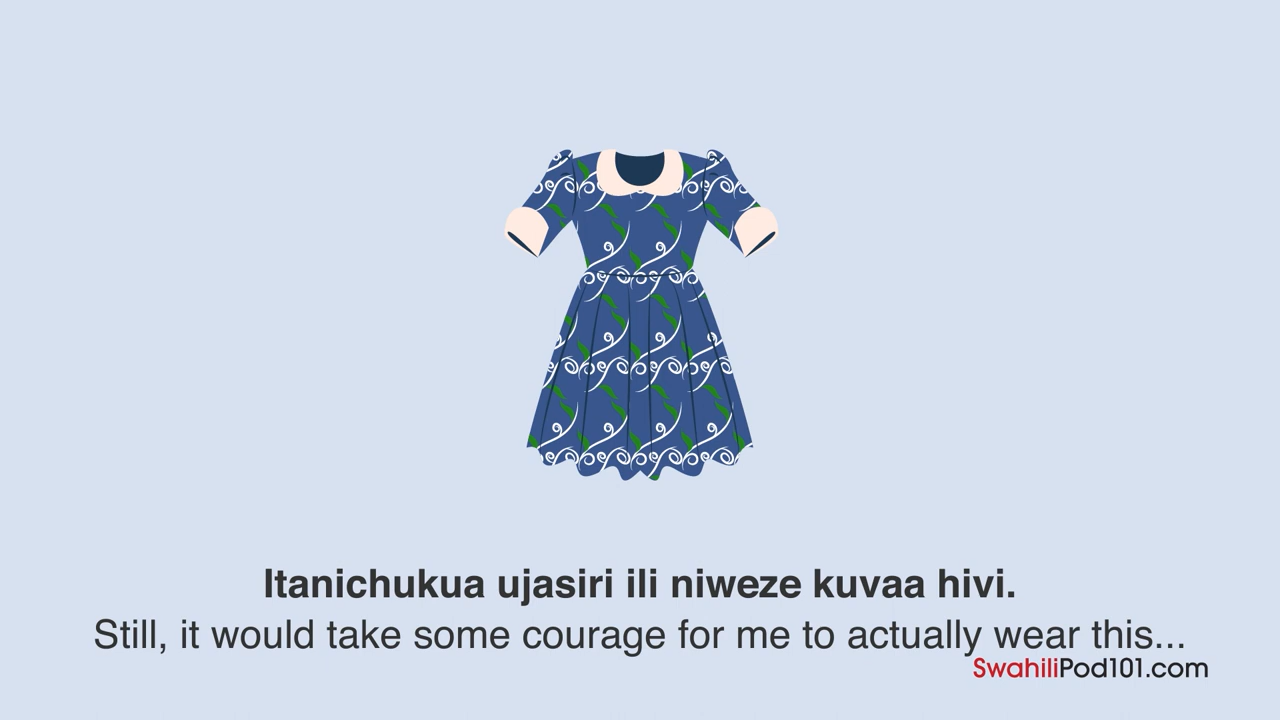 Itanichukua ujasiri ili niweze kuvaa hivi.
Still, it would take some courage for me to actually wear this...
SwahiliPod101.com